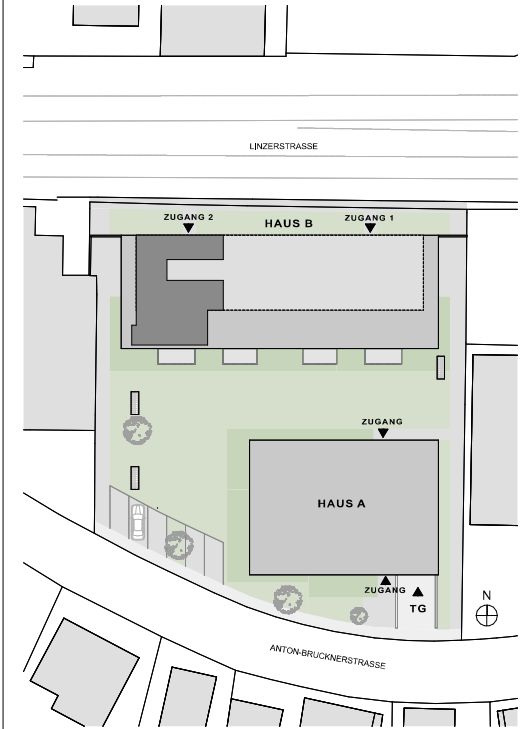 LINZERSTRASSE
ZUGANG 2
HAUS B
ZUGANG 1
ZUGANG
HAUS A
ZUGANG
TG
N
ANTON-BRUCKNERSTRASSE